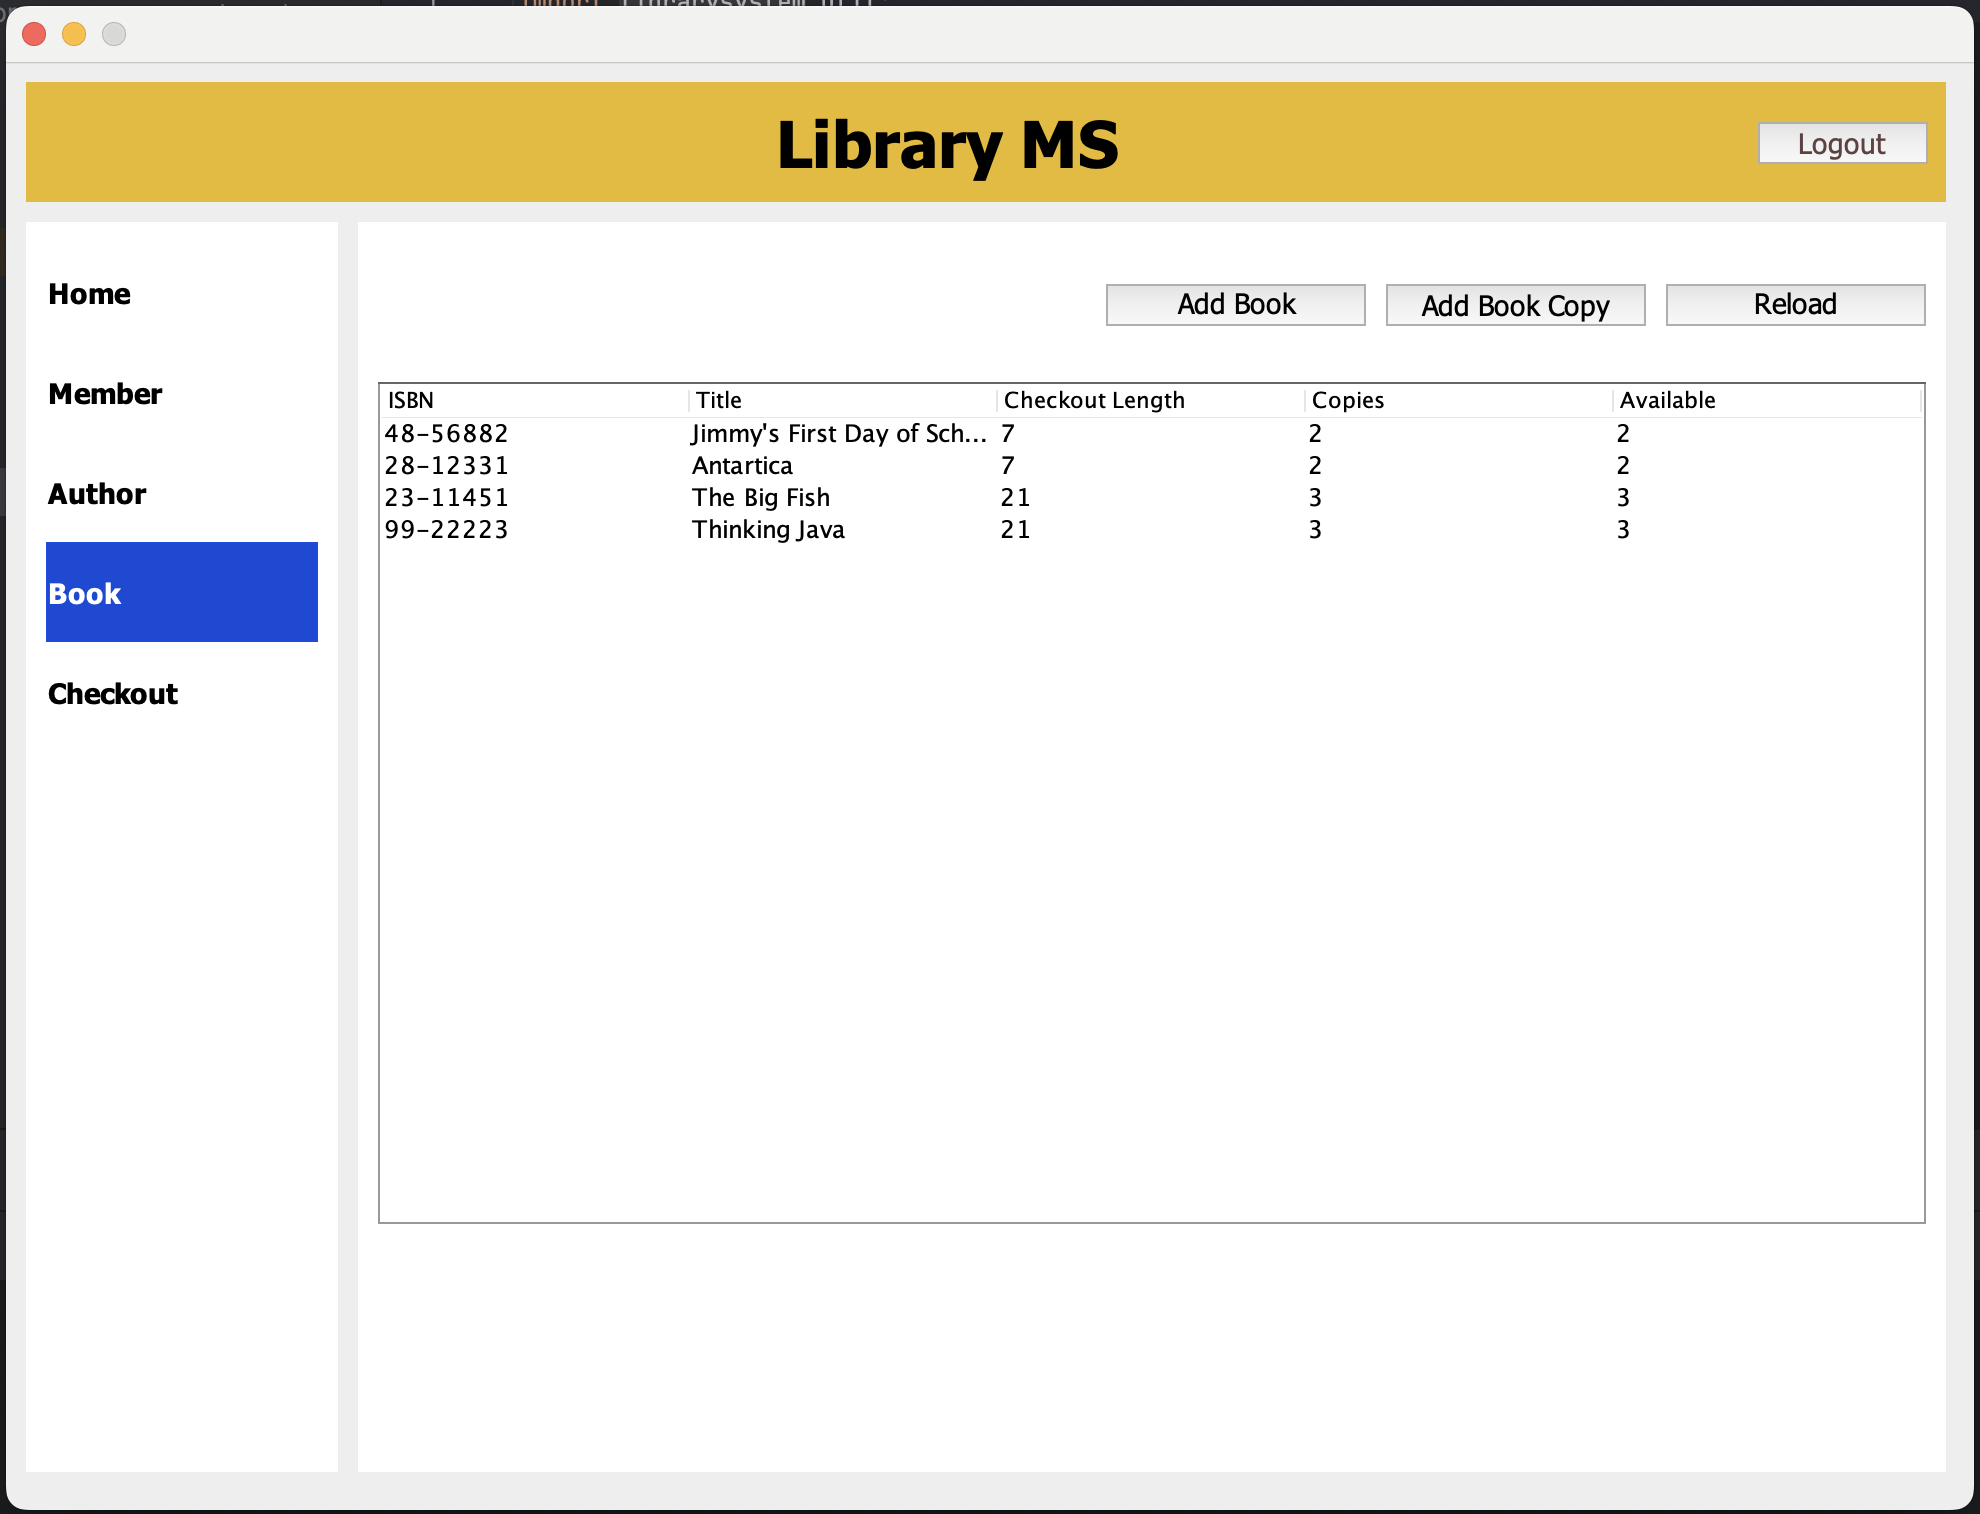 Library MS
Logout
Home
Member
Author
Book
Checkout
Add Book Add Book Copy Reload
ISBN Title Checkout Length Copies Available
48-56882 Jimmy's First Day of Sch... 7 2 2
28-12331 Antartica 7 2 2
23-11451 The Big Fish 21 3 3
99-22223 Thinking Java 21 3 3